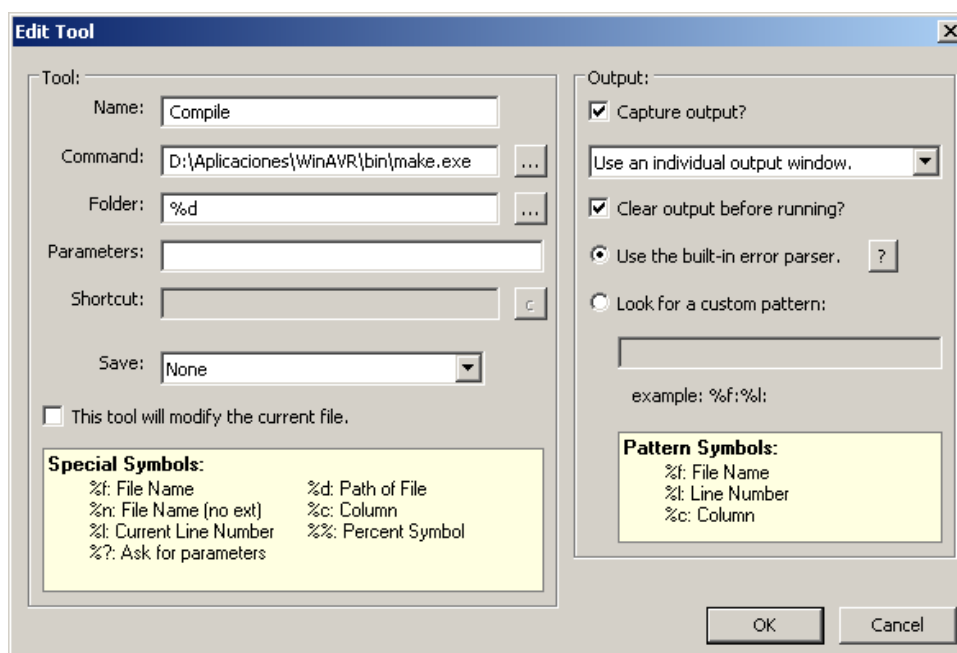 Edit Tool
Tool:
Name: Compile
Command: D:\Aplicaciones\WinAVR\bin\make.exe ...
Folder: %d ...
Parameters:
Shortcut: c
Save: None
This tool will modify the current file.
Special Symbols:
%f: File Name %d: Path of File
%n: File Name (no ext) %c: Column
%l: Current Line Number %%: Percent Symbol
%?: Ask for parameters
Output:
Capture output?
Use an individual output window.
Clear output before running?
Use the built-in error parser. ?
Look for a custom pattern:
example: %f:%l:
Pattern Symbols:
%f: File Name
%l: Line Number
%c: Column
OK Cancel